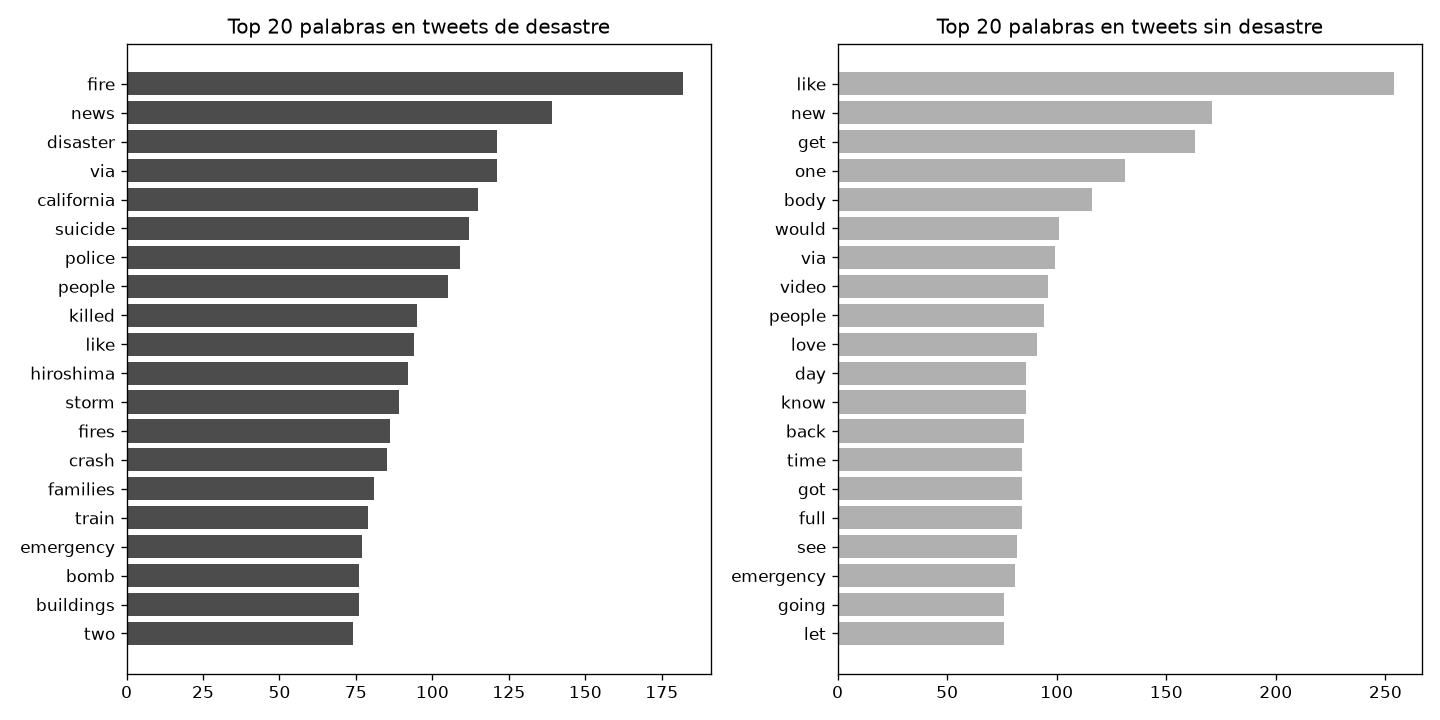 Top 20 palabras en tweets de desastre
fire
news
disaster
via
california
suicide
police
people
killed
like
hiroshima
storm
fires
crash
families
train
emergency
bomb
buildings
two
0 25 50 75 100 125 150 175
Top 20 palabras en tweets sin desastre
like
new
get
one
body
would
via
video
people
love
day
know
back
time
got
full
see
emergency
going
let
0 50 100 150 200 250